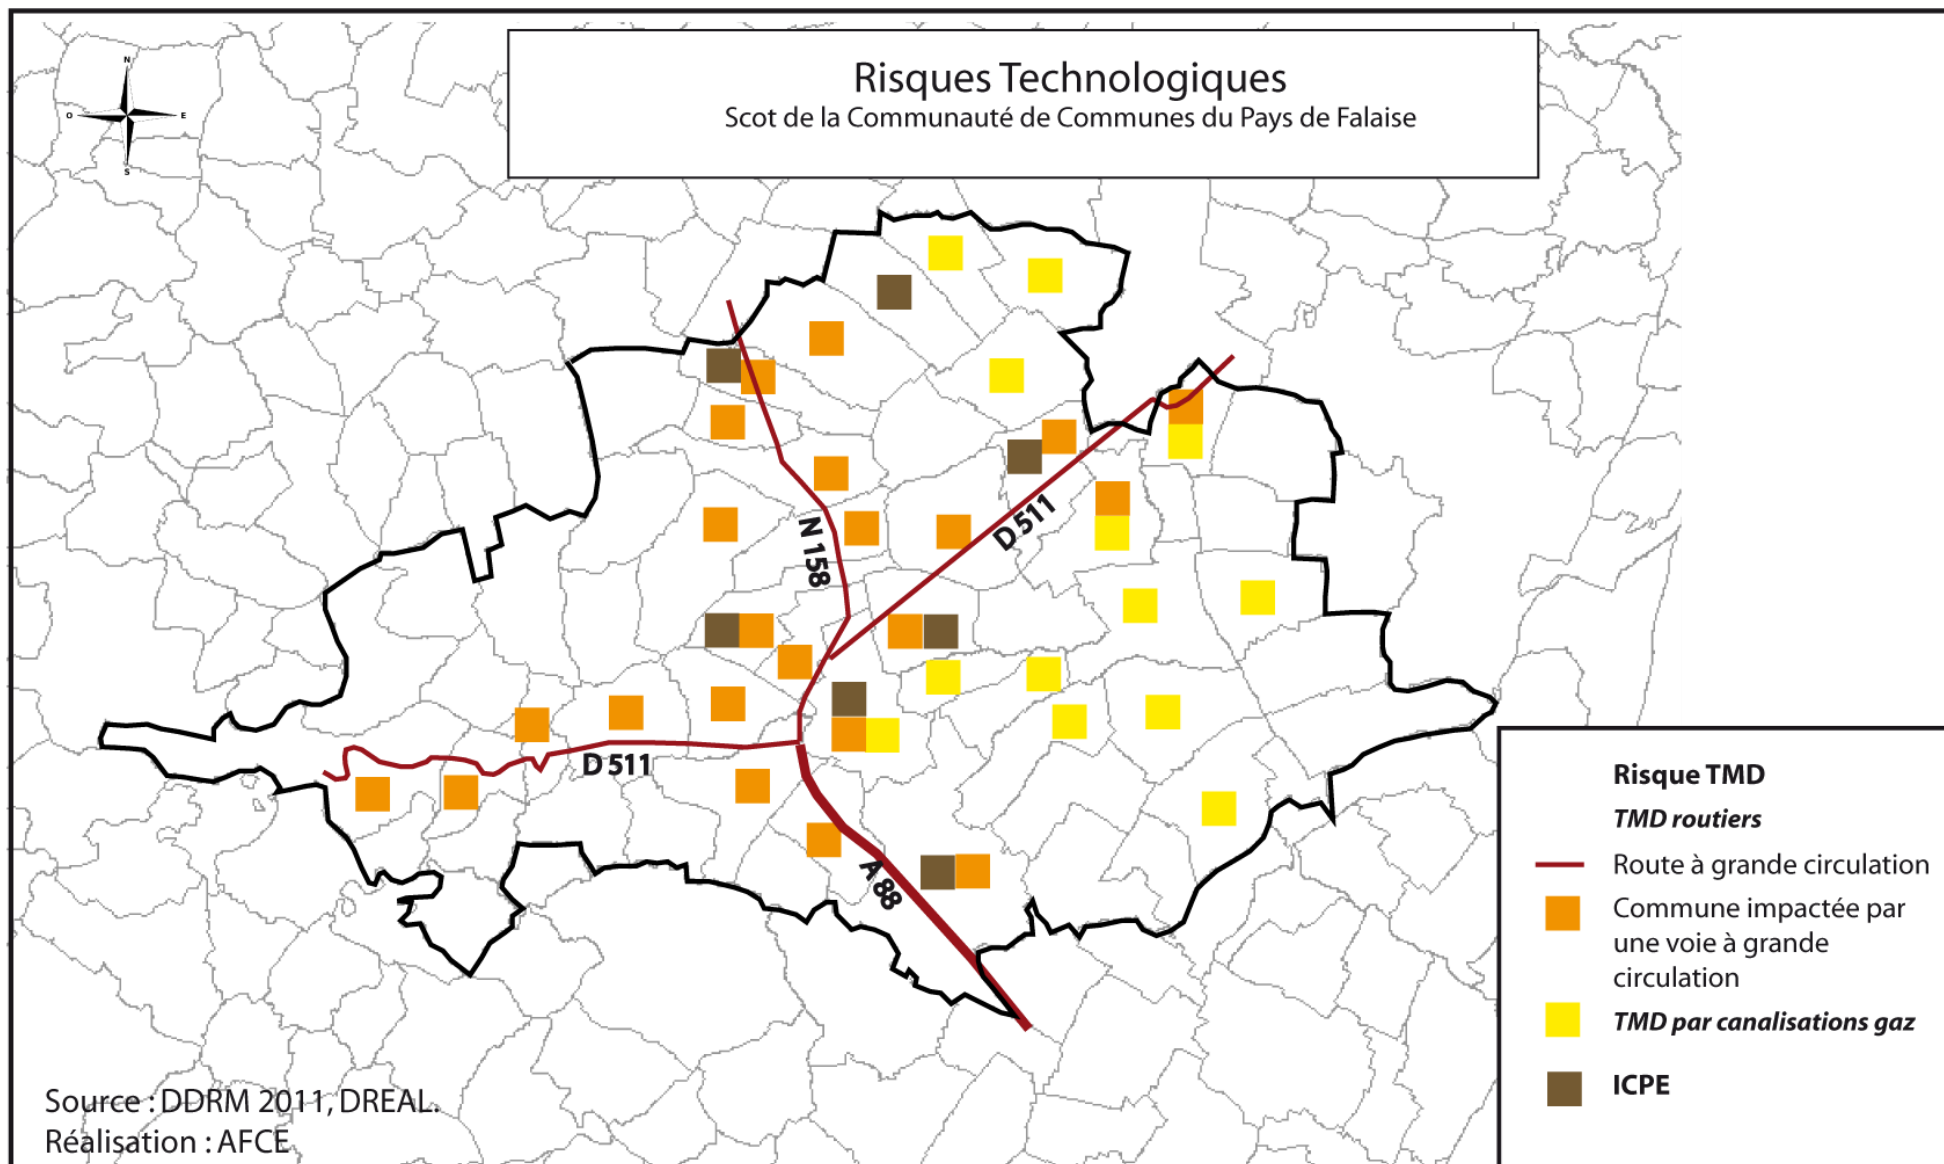 Risques Technologiques
Scot de la Communauté de Communes du Pays de Falaise
N
O
E
S
N 158
D 511
D 511
A 88
Risque TMD
TMD routiers
Route à grande circulation
Commune impactée par
une voie à grande
circulation
TMD par canalisations gaz
ICPE
Source : DDRM 2011, DREAL.
Réalisation : AFCE